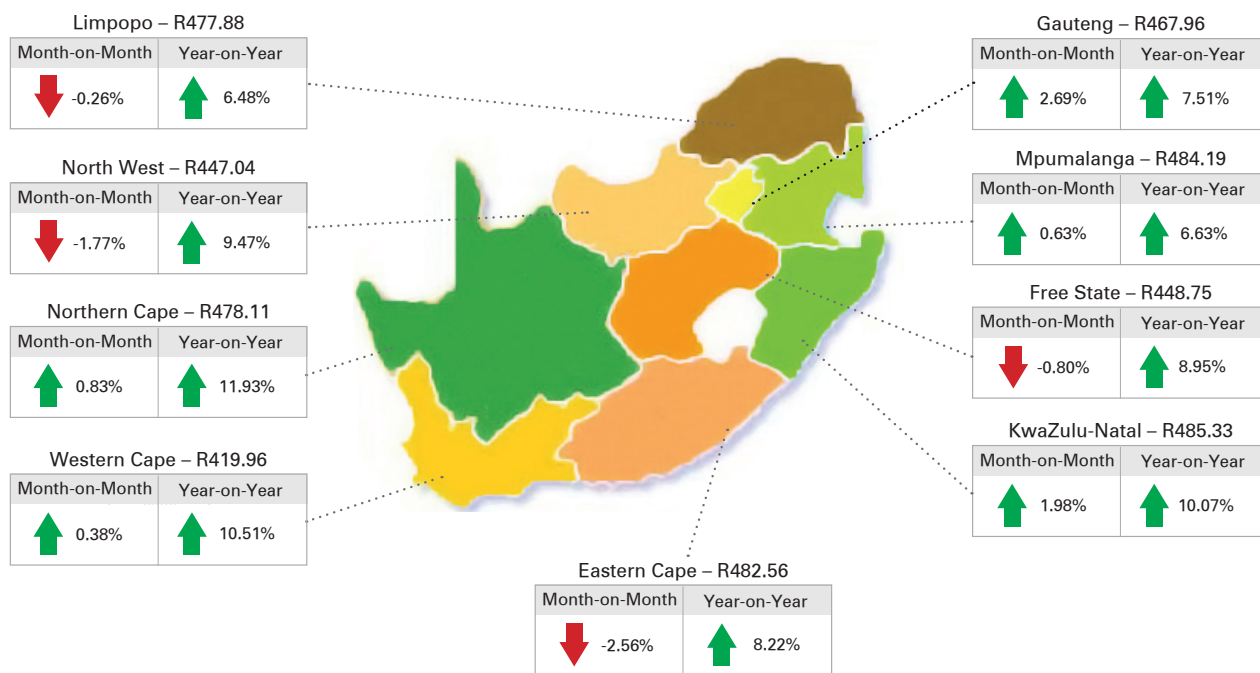 Limpopo – R477.88
Month-on-Month Year-on-Year
-0.26% 6.48%
North West – R447.04
Month-on-Month Year-on-Year
-1.77% 9.47%
Northern Cape – R478.11
Month-on-Month Year-on-Year
0.83% 11.93%
Western Cape – R419.96
Month-on-Month Year-on-Year
0.38% 10.51%
Eastern Cape – R482.56
Month-on-Month Year-on-Year
-2.56% 8.22%
Gauteng – R467.96
Month-on-Month Year-on-Year
2.69% 7.51%
Mpumalanga – R484.19
Month-on-Month Year-on-Year
0.63% 6.63%
Free State – R448.75
Month-on-Month Year-on-Year
-0.80% 8.95%
KwaZulu-Natal – R485.33
Month-on-Month Year-on-Year
1.98% 10.07%